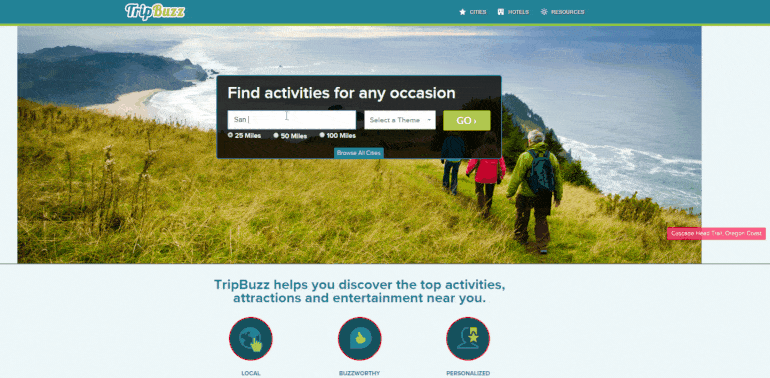 TripBuzz
CITIES HOTELS RESOURCES
Find activities for any occasion
San Select a Theme GO ›
25 Miles 50 Miles 100 Miles
Browse All Cities
Cascade Head Trail, Oregon Coast
TripBuzz helps you discover the top activities,
attractions and entertainment near you.
LOCAL BUZZWORTHY PERSONALIZED